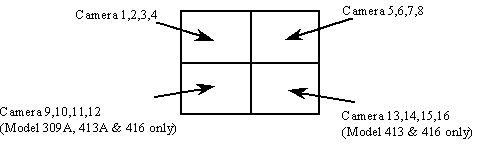 Camera 1,2,3,4
Camera 5,6,7,8
Camera 9,10,11,12
(Model 309A, 413A & 416 only)
Camera 13,14,15,16
(Model 413 & 416 only)